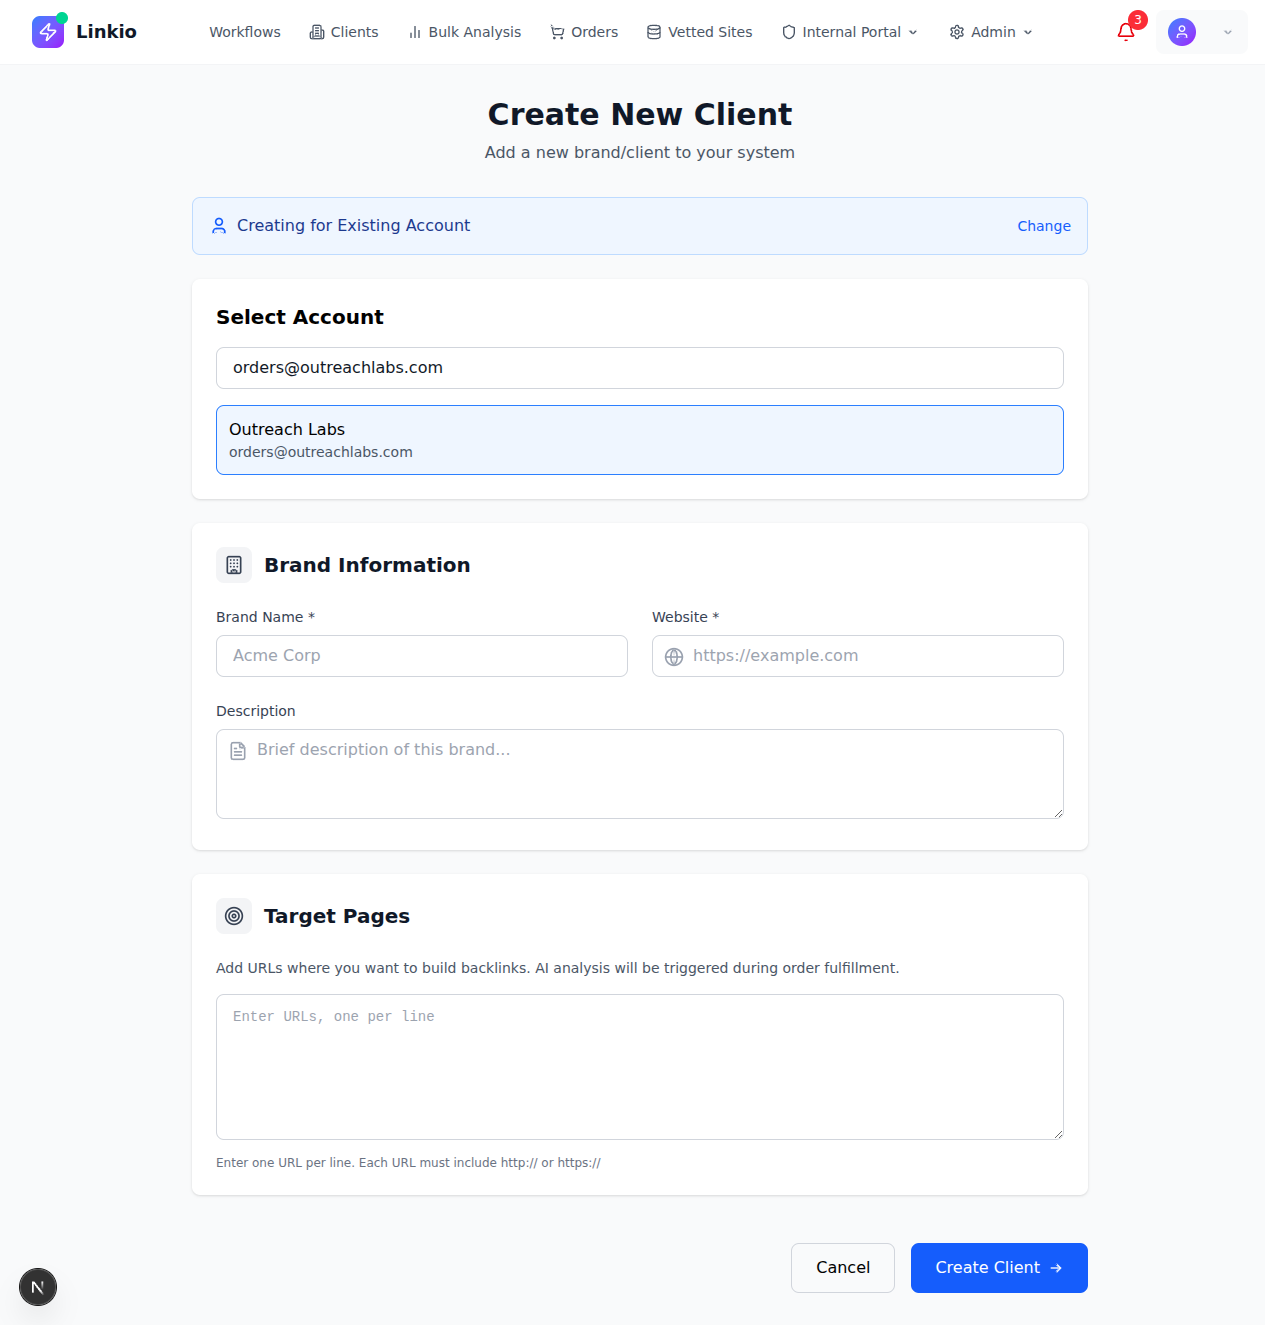 Linkio
Workflows
Clients
Bulk Analysis
Orders
Vetted Sites
Internal Portal
Admin
3
Create New Client
Add a new brand/client to your system
Creating for Existing Account
Change
Select Account
orders@outreachlabs.com
Outreach Labs
orders@outreachlabs.com
Brand Information
Brand Name *
Website *
Acme Corp
https://example.com
Description
Brief description of this brand...
Target Pages
Add URLs where you want to build backlinks. AI analysis will be triggered during order fulfillment.
Enter URLs, one per line
Enter one URL per line. Each URL must include http:// or https://
N
Cancel
Create Client